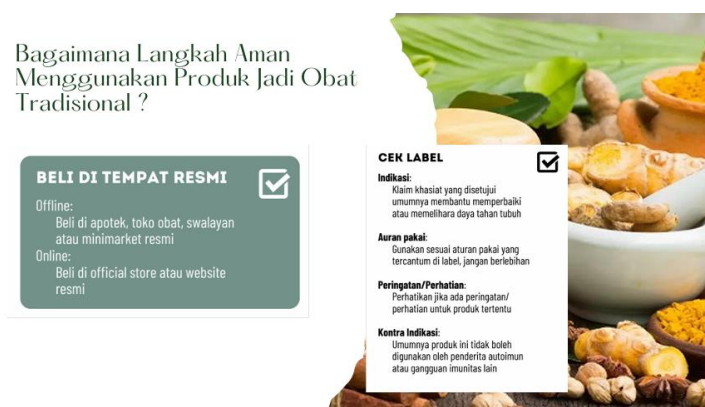 Bagaimana Langkah Aman
Menggunakan Produk Jadi Obat
Tradisional ?
BELI DI TEMPAT RESMI
Offline:
Beli di apotek, toko obat, swalayan
atau minimarket resmi
Online:
Beli di official store atau website
resmi
CEK LABEL
Indikasi:
Klaim khasiat yang disetujui
umumnya membantu memperbaiki
atau memelihara daya tahan tubuh
Auran pakai:
Gunakan sesuai aturan pakai yang
tercantum di label, jangan berlebihan
Peringatan/Perhatian:
Perhatikan jika ada peringatan/
perhatian untuk produk tertentu
Kontra Indikasi:
Umumnya produk ini tidak boleh
digunakan oleh penderita autoimun
atau gangguan imunitas lain